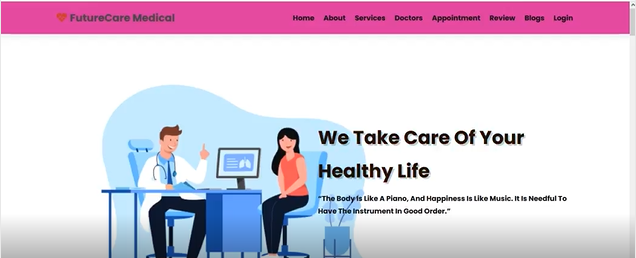 FutureCare Medical
Home About Services Doctors Appointment Review Blogs Login
We Take Care Of Your
Healthy Life
“The Body Is Like A Piano, And Happiness Is Like Music. It Is Needful To
Have The Instrument In Good Order.”